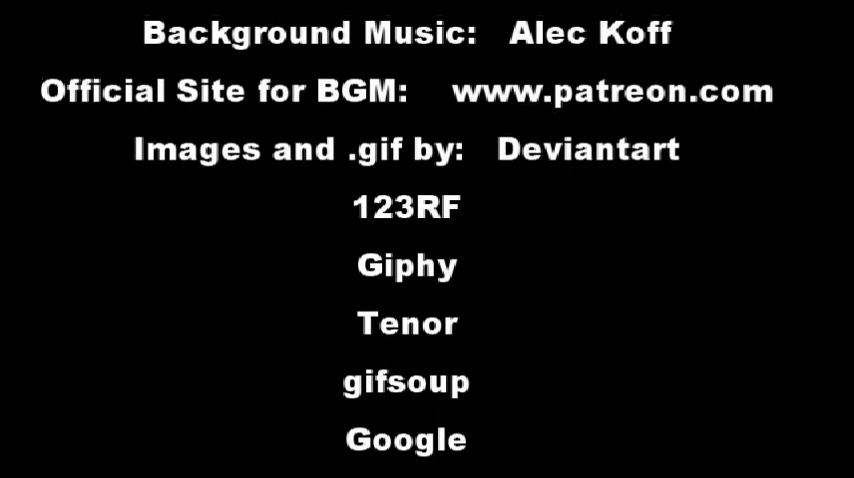 Background Music: Alec Koff
Official Site for BGM: www.patreon.com
Images and .gif by: Deviantart
123RF
Giphy
Tenor
gifsoup
Google